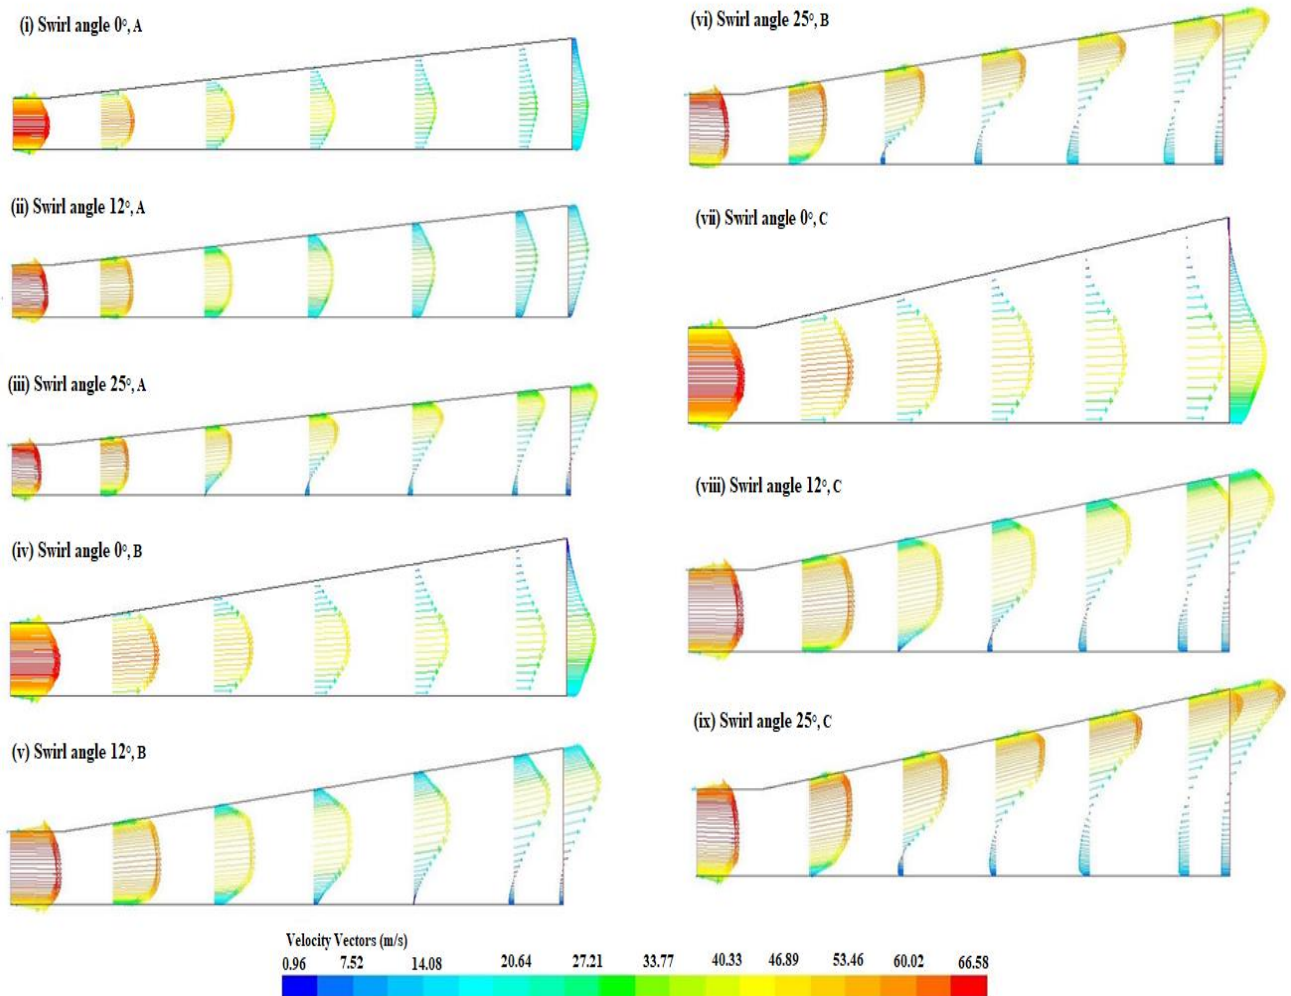 (i) Swirl angle 0°, A
(ii) Swirl angle 12°, A
(iii) Swirl angle 25°, A
(iv) Swirl angle 0°, B
(v) Swirl angle 12°, B
(vi) Swirl angle 25°, B
(vii) Swirl angle 0°, C
(viii) Swirl angle 12°, C
(ix) Swirl angle 25°, C
Velocity Vectors (m/s)
0.96 7.52 14.08 20.64 27.21 33.77 40.33 46.89 53.46 60.02 66.58